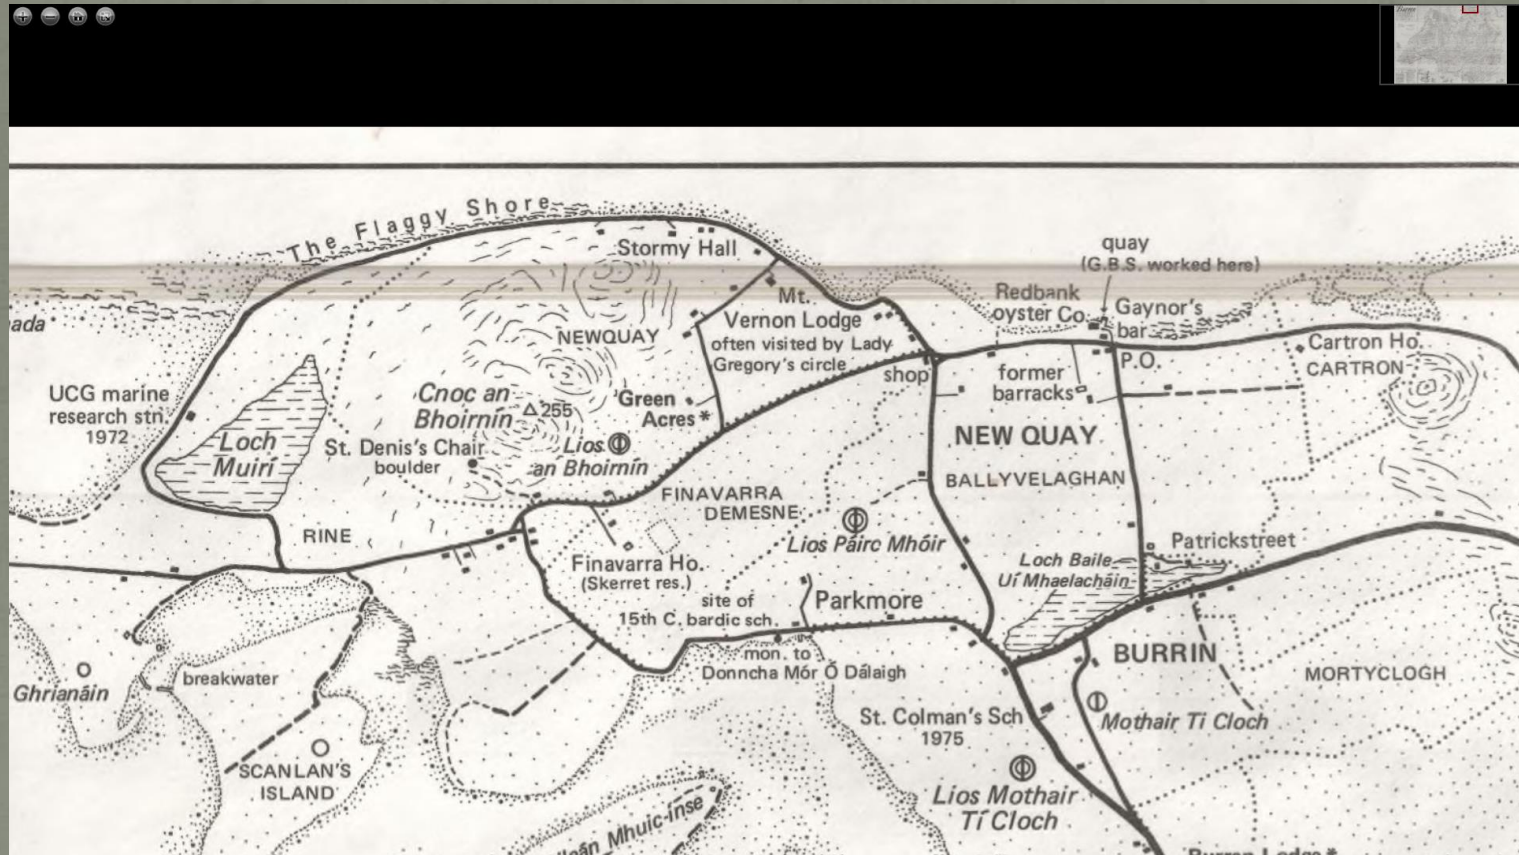 The Flaggy Shore
Stormy Hall
quay
(G.B.S. worked here)
Redbank
oyster Co.
Gaynor's
bar
Mt.
Vernon Lodge
often visited by Lady
Gregory's circle
NEWQUAY
ada
P.O.
Cartron Ho.
CARTRON
shop
former
barracks
UCG marine
research stn.
1972
Cnoc an
Bhoirnín
255
Green
Acres*
Loch
Muirí
St. Denis's Chair
boulder
Lios
an Bhoirnín
NEW QUAY
BALLYVELAGHAN
FINAVARRA
DEMESNE
RINE
Lios Páirc Mhóir
Patrickstreet
Finavarra Ho.
(Skerret res.)
Loch Baile
Uí Mhaelacháin
site of
15th C. bardic sch.
Parkmore
mon. to
Donncha Mór Ó Dálaigh
BURRIN
MORTYCLOGH
Ghrianáin
breakwater
St. Colman's Sch
1975
Mothair Tí Cloch
SCANLAN'S
ISLAND
Lios Mothair
Tí Cloch
Mhuic-ínse